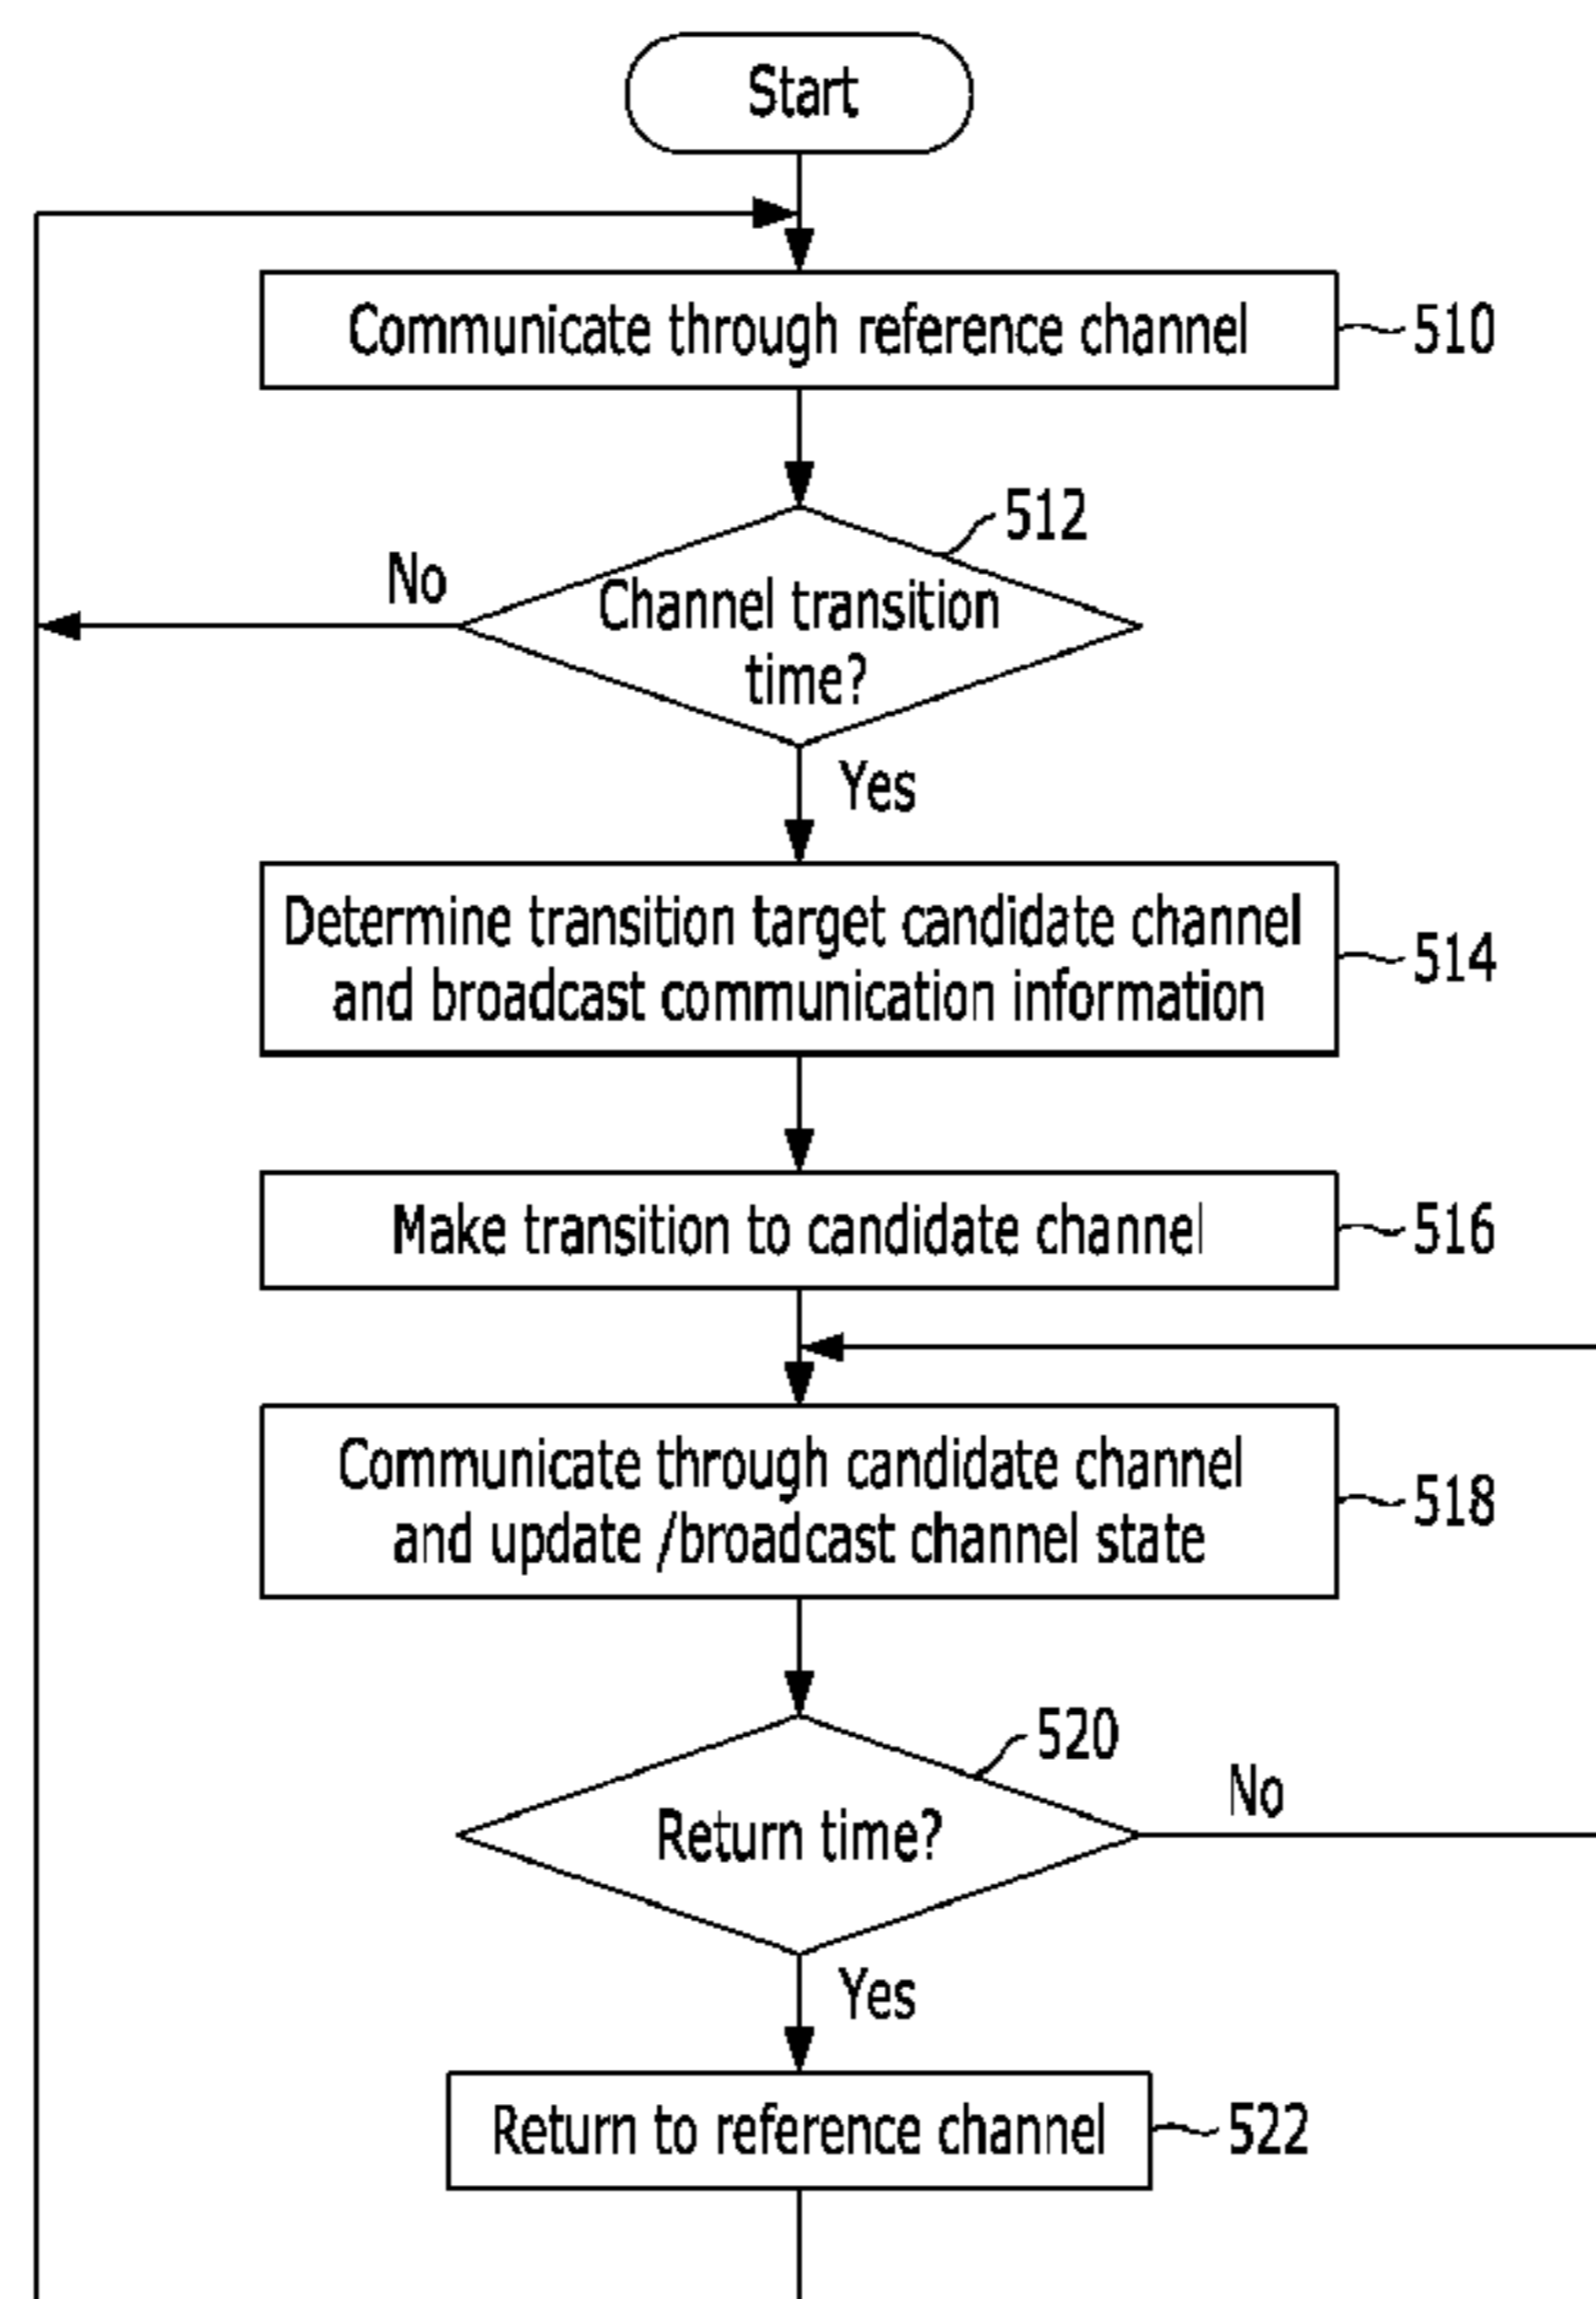 Start
Communicate through reference channel
510
512
No
Channel transition
time?
Yes
Determine transition target candidate channel
and broadcast communication information
514
Make transition to candidate channel
516
Communicate through candidate channel
and update /broadcast channel state
518
520
No
Return time?
Yes
Return to reference channel
522